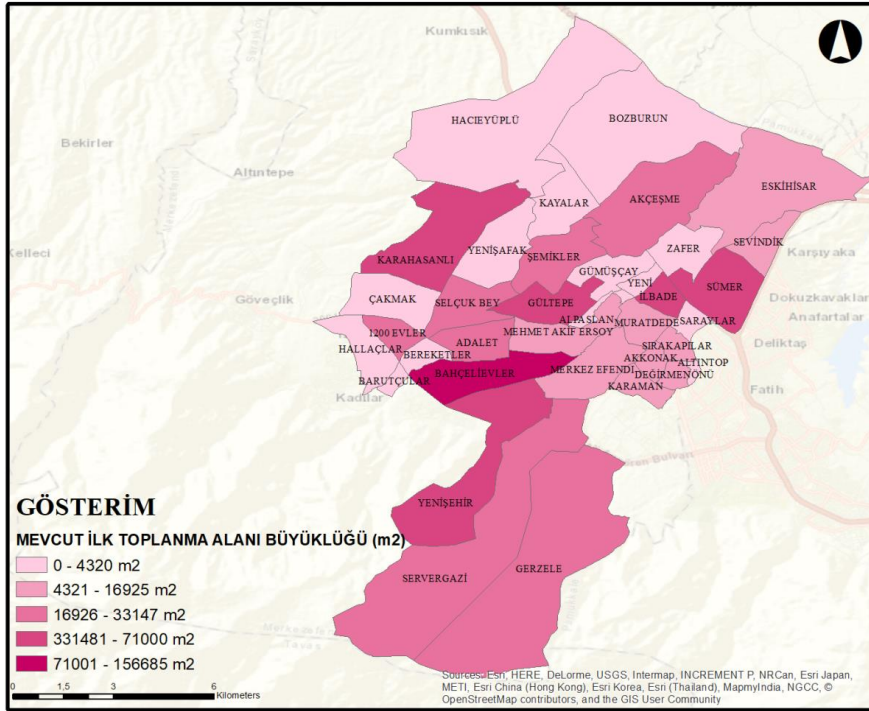 Kumkısık
HACIEYÜPLÜ
BOZBURUN
Bekirler
Altıntepe
ESKİHİSAR
AKÇEŞME
KAYALAR
ZAFER
SEVİNDİK
YENİŞAFAK
ŞEMİKLER
Karşıyaka
KARAHASANLI
GÜMÜŞÇAY
YENİ
SÜMER
Kelleci
Göveçlik
ÇAKMAK
SELÇUK BEY
GÜLTEPE
İLBADE
Dokuzkavaklar
Anafartalar
ALPASLAN
MURATDEDE
SARAYLAR
1200 EVLER
MEHMET AKİF ERSOY
HALLAÇLAR
ADALET
SIRAKAPILAR
Deliktaş
BEREKETLER
AKKONAK
ALTINTOP
BARUTÇULAR
BAHÇELİEVLER
MERKEZ EFENDİ
DEĞİRMENÖNÜ
Kadılar
KARAMAN
Fatih
YENİŞEHİR
GERZELE
SERVERGAZİ
GÖSTERİM
MEVCUT İLK TOPLANMA ALANI BÜYÜKLÜĞÜ (m2)
0 - 4320 m2
4321 - 16925 m2
16926 - 33147 m2
331481 - 71000 m2
71001 - 156685 m2
0 1,5 3 6
Kilometers
Sources: Esri, HERE, DeLorme, USGS, Intermap, INCREMENT P, NRCan, Esri Japan,
METI, Esri China (Hong Kong), Esri Korea, Esri (Thailand), MapmyIndia, NGCC, ©
OpenStreetMap contributors, and the GIS User Community